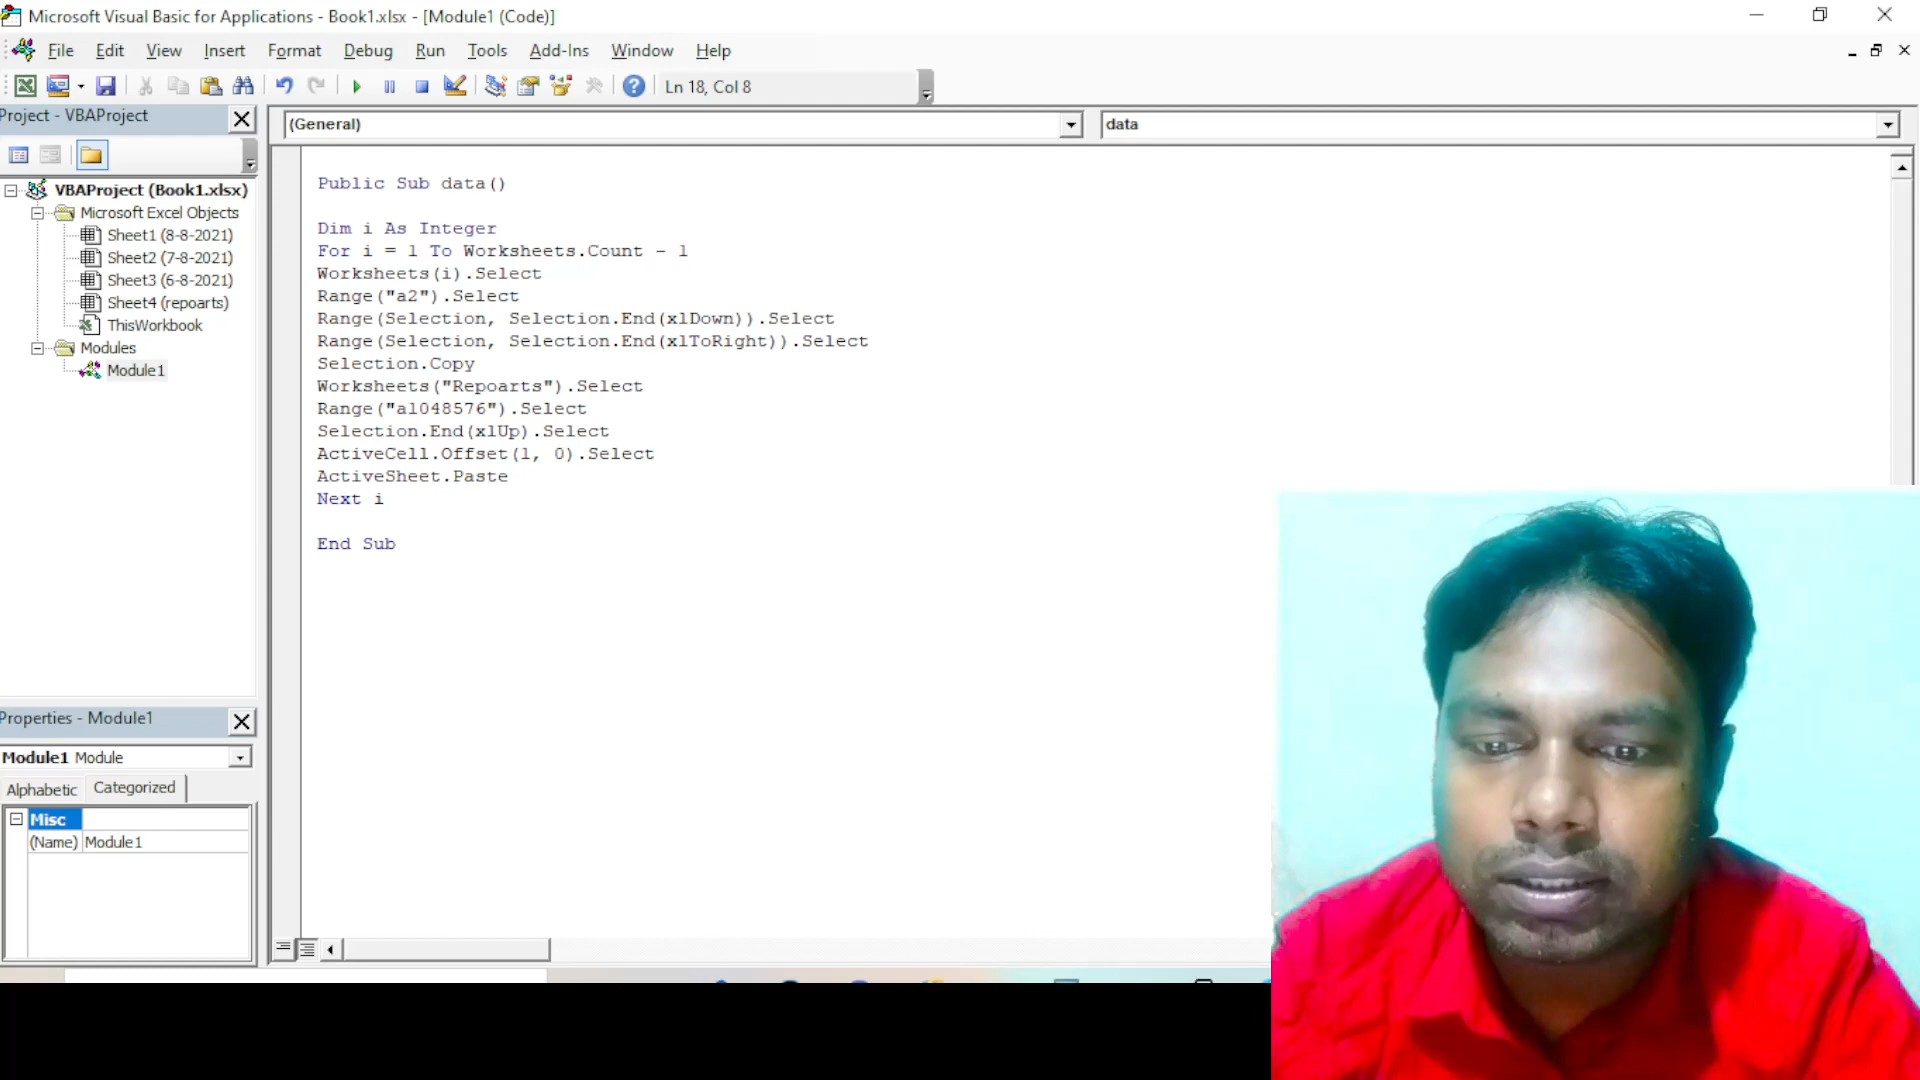 Microsoft Visual Basic for Applications - Book1.xlsx - [Module1 (Code)]
File Edit View Insert Format Debug Run Tools Add-Ins Window Help
Ln 18, Col 8
Project - VBAProject
(General)
data
VBAProject (Book1.xlsx)
Microsoft Excel Objects
Sheet1 (8-8-2021)
Sheet2 (7-8-2021)
Sheet3 (6-8-2021)
Sheet4 (repoarts)
ThisWorkbook
Modules
Module1
Public Sub data()
Dim i As Integer
For i = 1 To Worksheets.Count - 1
Worksheets(i).Select
Range("a2").Select
Range(Selection, Selection.End(xlDown)).Select
Range(Selection, Selection.End(xlToRight)).Select
Selection.Copy
Worksheets("Repoarts").Select
Range("a1048576").Select
Selection.End(xlUp).Select
ActiveCell.Offset(1, 0).Select
ActiveSheet.Paste
Next i
End Sub
Properties - Module1
Module1 Module
Alphabetic Categorized
Misc
(Name) Module1